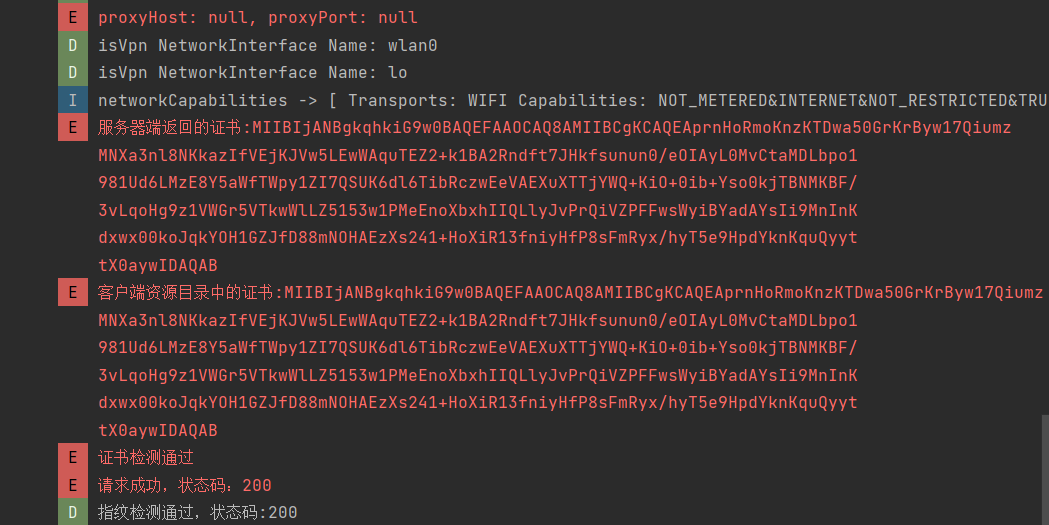 E proxyHost: null, proxyPort: null
D isVpn NetworkInterface Name: wlan0
D isVpn NetworkInterface Name: lo
I networkCapabilities -> [ Transports: WIFI Capabilities: NOT_METERED&INTERNET&NOT_RESTRICTED&TRU
E 服务器端返回的证书:MIIBIjANBgkqhkiG9w0BAQEFAAOCAQ8AMIIBCgKCAQEAprnHoRmoKnzKTDwa50GrKrByw17Qiumz
MNXa3nl8NKkazIfVEjKJVw5LEwWAquTEZ2+k1BA2Rndft7JHkfsunun0/eOIAyL0MvCtaMDLbpo1
981Ud6LMzE8Y5aWfTWpy1ZI7QSUK6dl6TibRczwEeVAEXuXTTjYWQ+KiO+0ib+Yso0kjTBNMKBF/
3vLqoHg9z1VWGr5VTkwWlLZ5153w1PMeEnoXbxhIIQLlyJvPrQiVZPFFwsWyiBYadAYsIi9MnInK
dxwx00koJqkYOH1GZJfD88mNOHAEzXs241+HoXiR13fniyHfP8sFmRyx/hyT5e9HpdYknKquQyyt
tX0aywIDAQAB
E 客户端资源目录中的证书:MIIBIjANBgkqhkiG9w0BAQEFAAOCAQ8AMIIBCgKCAQEAprnHoRmoKnzKTDwa50GrKrByw17Qiumz
MNXa3nl8NKkazIfVEjKJVw5LEwWAquTEZ2+k1BA2Rndft7JHkfsunun0/eOIAyL0MvCtaMDLbpo1
981Ud6LMzE8Y5aWfTWpy1ZI7QSUK6dl6TibRczwEeVAEXuXTTjYWQ+KiO+0ib+Yso0kjTBNMKBF/
3vLqoHg9z1VWGr5VTkwWlLZ5153w1PMeEnoXbxhIIQLlyJvPrQiVZPFFwsWyiBYadAYsIi9MnInK
dxwx00koJqkYOH1GZJfD88mNOHAEzXs241+HoXiR13fniyHfP8sFmRyx/hyT5e9HpdYknKquQyyt
tX0aywIDAQAB
E 证书检测通过
E 请求成功，状态码：200
D 指纹检测通过，状态码:200